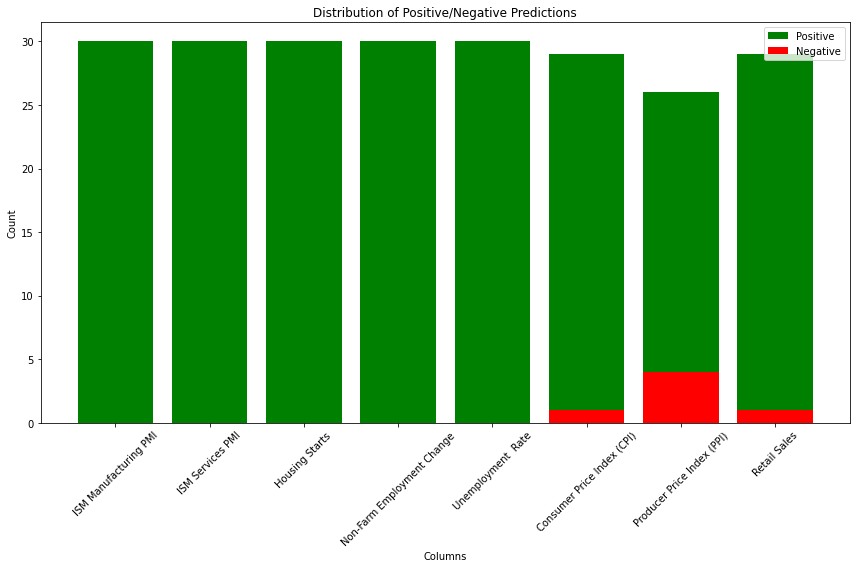 Distribution of Positive/Negative Predictions
Positive
Negative
Count
30
25
20
15
10
5
0
ISM Manufacturing PMI
ISM Services PMI
Housing Starts
Non-Farm Employment Change
Unemployment  Rate
Consumer Price Index (CPI)
Producer Price Index (PPI)
Retail Sales
Columns